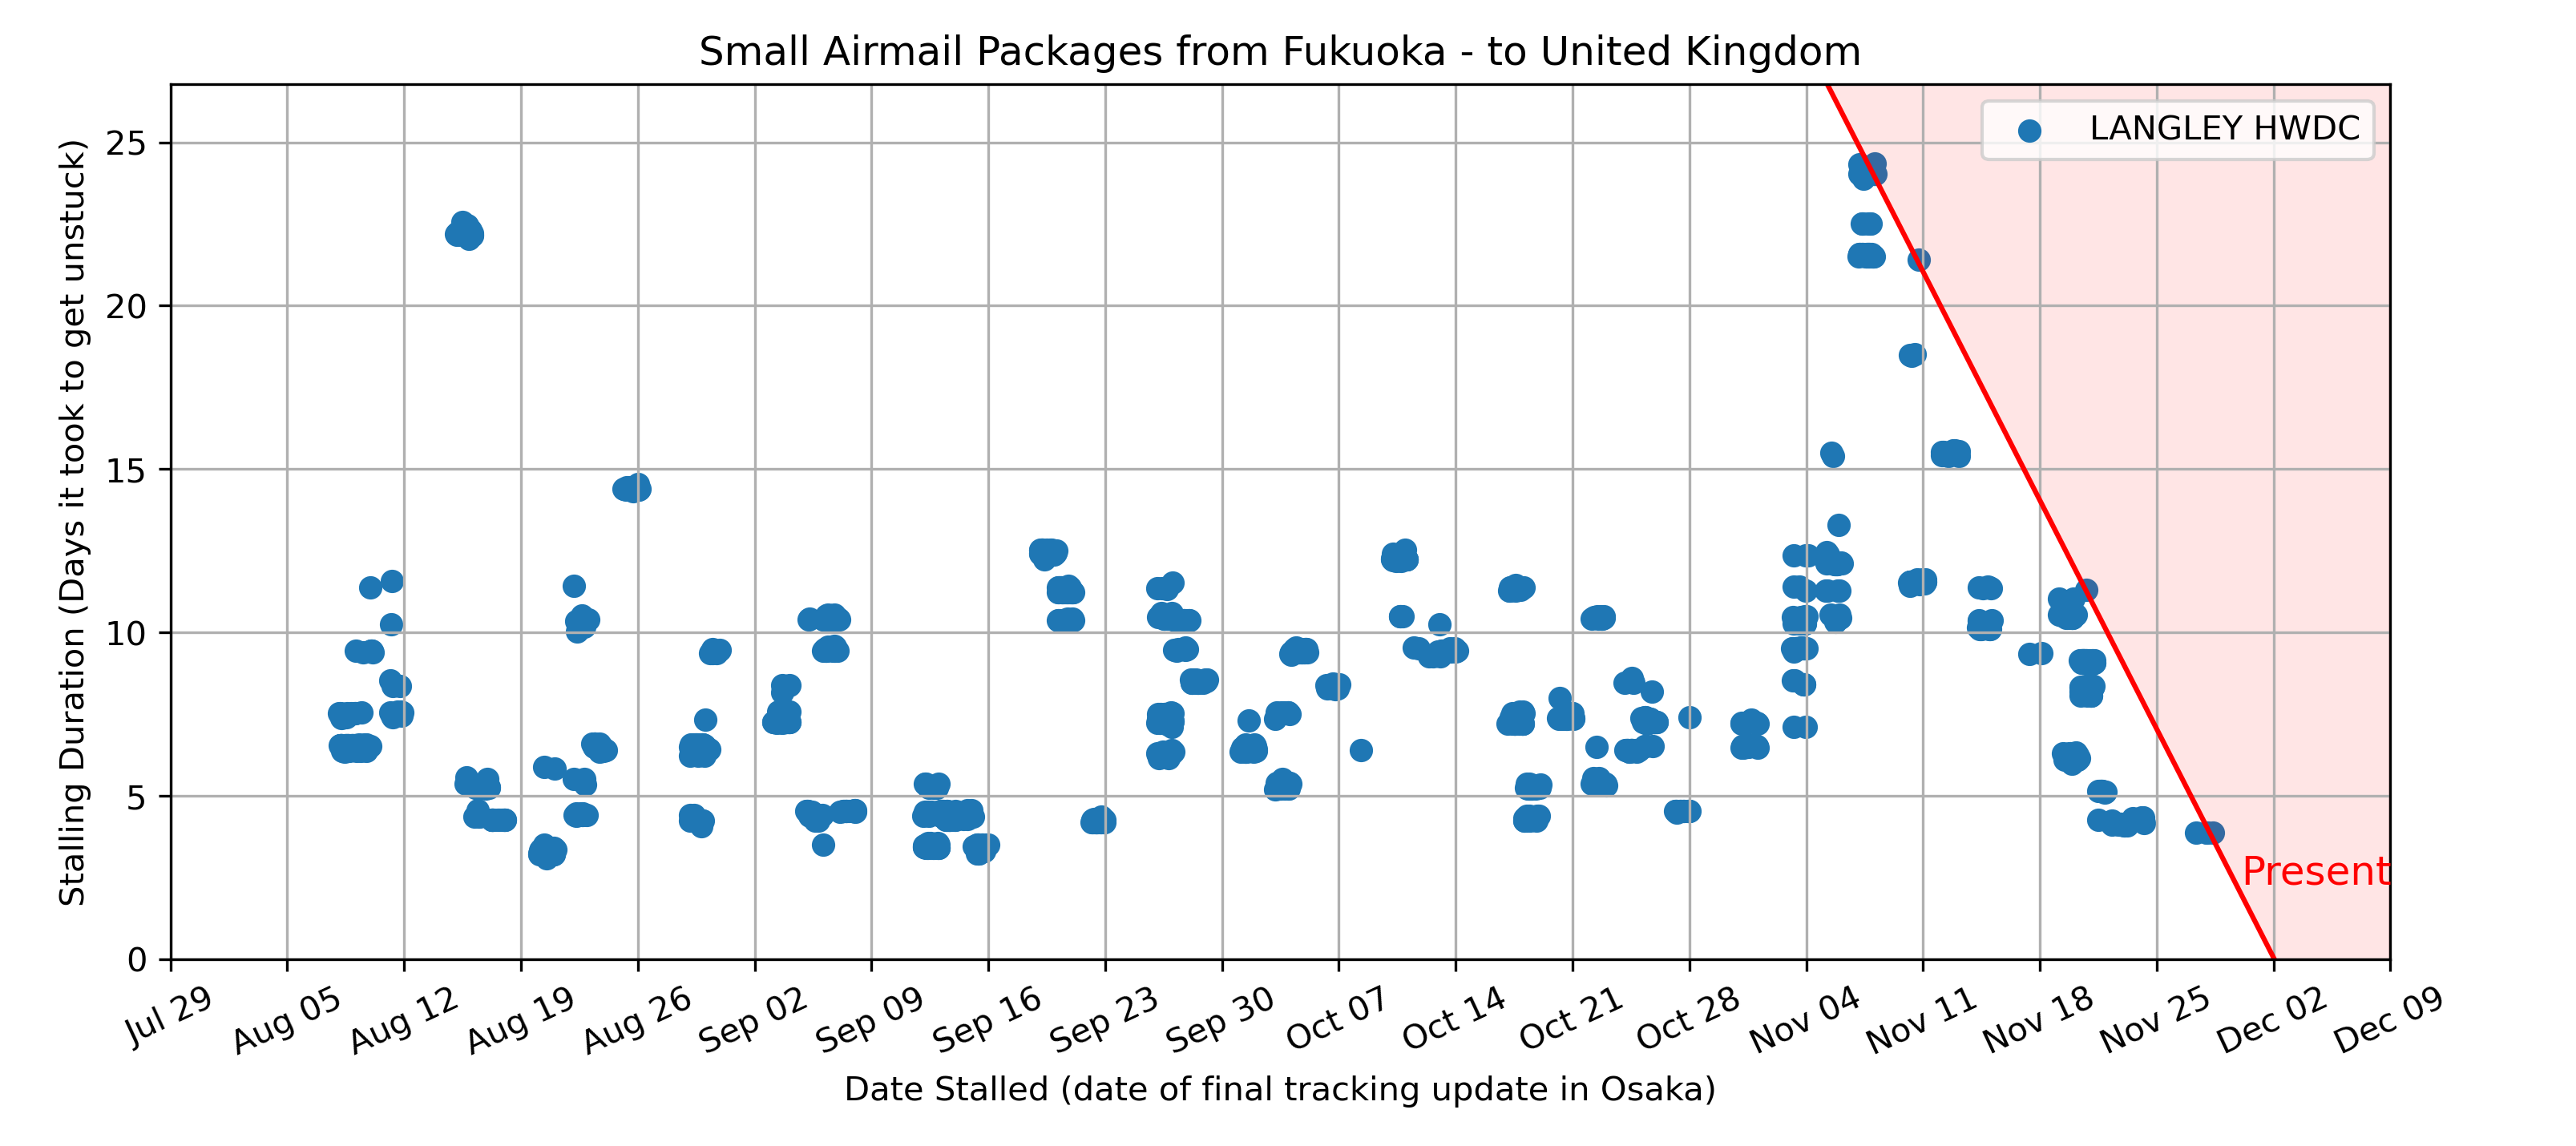 Small Airmail Packages from Fukuoka - to United Kingdom
LANGLEY HWDC
Stalling Duration (Days it took to get unstuck)
25
20
15
10
5
0
Present
Jul 29 Aug 05 Aug 12 Aug 19 Aug 26 Sep 02 Sep 09 Sep 16 Sep 23 Sep 30 Oct 07 Oct 14 Oct 21 Oct 28 Nov 04 Nov 11 Nov 18 Nov 25 Dec 02 Dec 09
Date Stalled (date of final tracking update in Osaka)